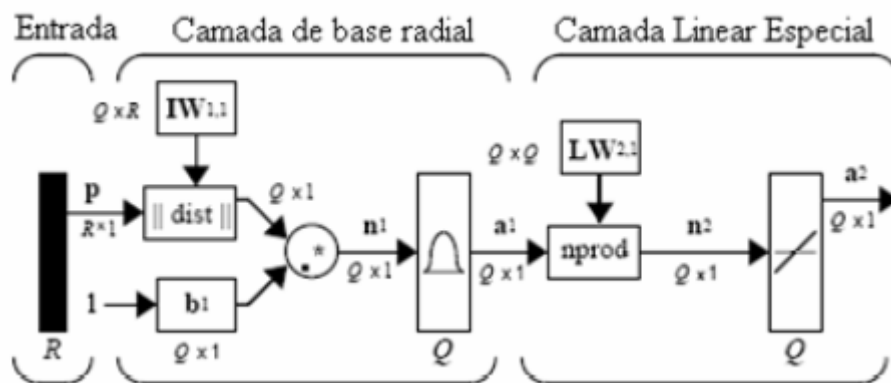 Entrada
Camada de base radial
Camada Linear Especial
Q x R
IW1,1
Q x Q
LW2,1
p
R x 1
|| dist ||
Q x 1
.*
n1
Q x 1
a1
Q x 1
nprod
n2
Q x 1
a2
Q x 1
1
b1
Q x 1
R
Q
Q